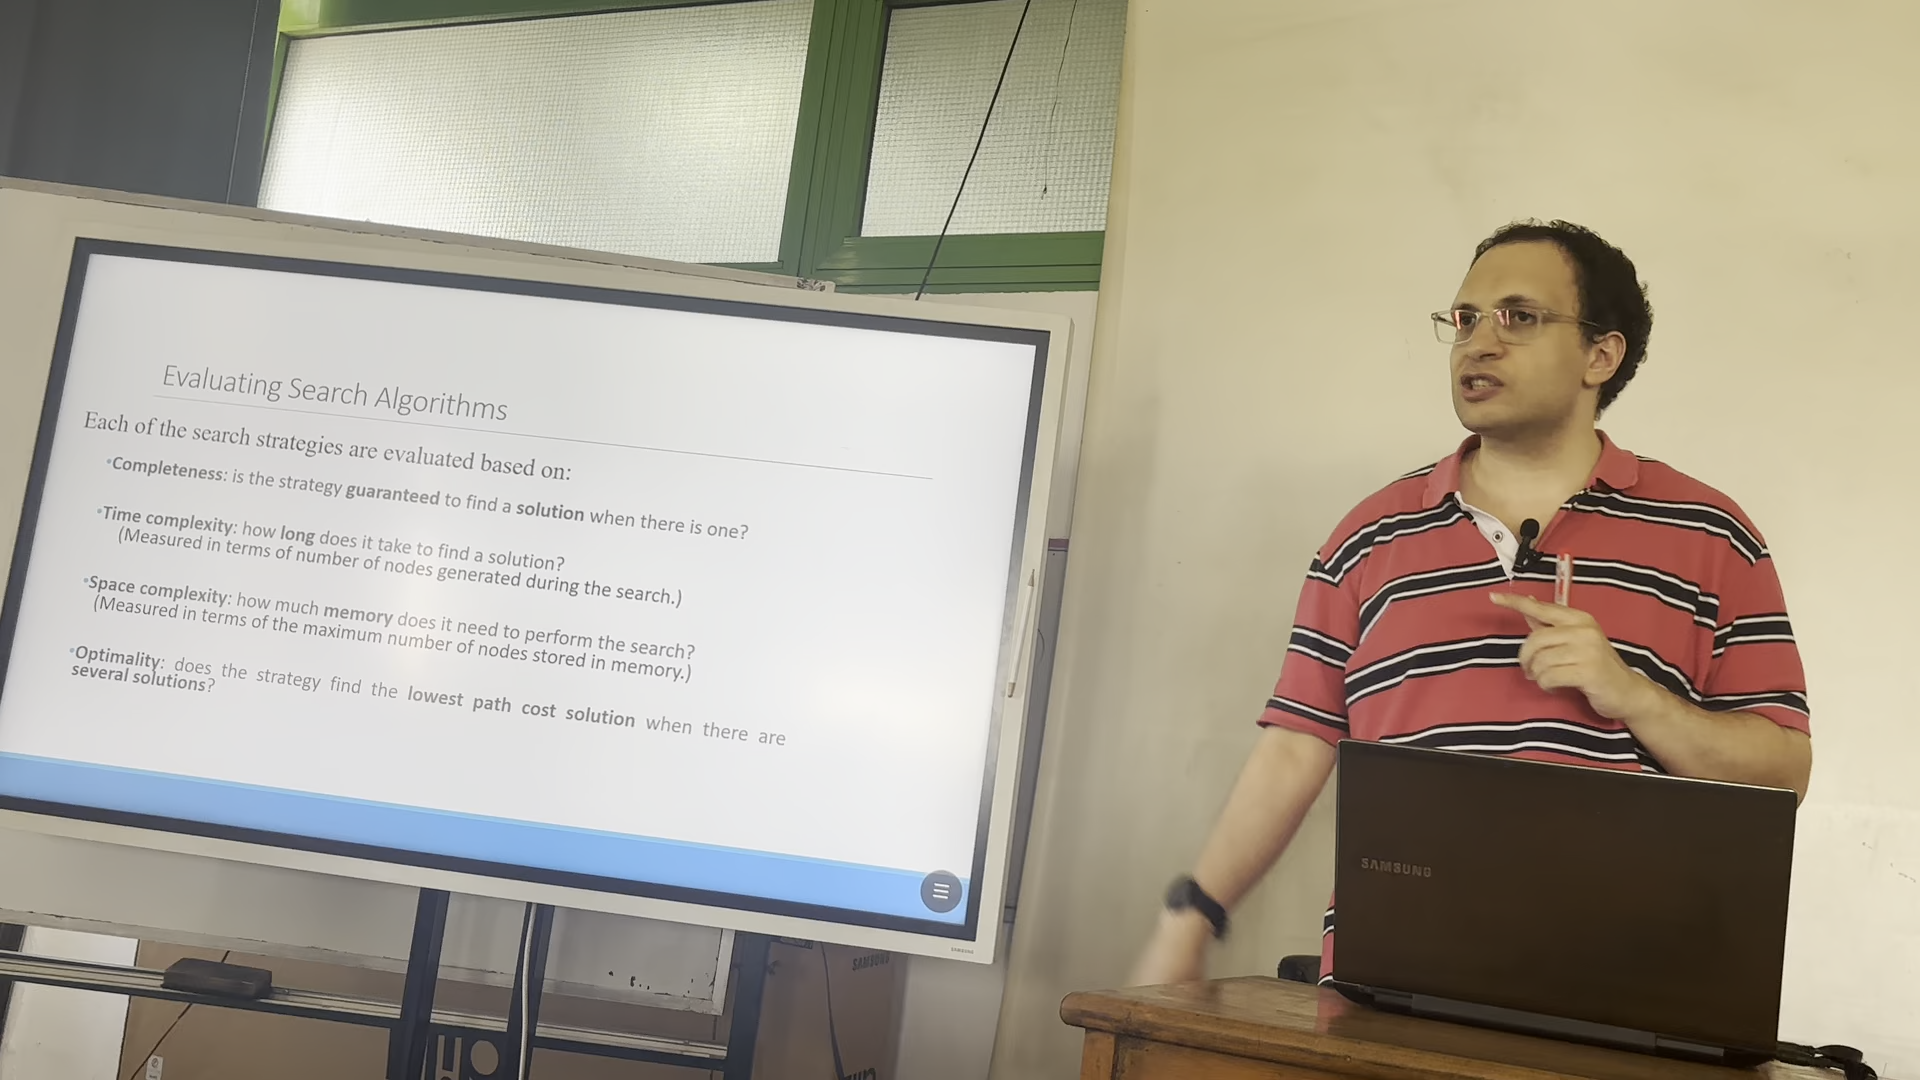 Evaluating Search Algorithms
Each of the search strategies are evaluated based on:
•Completeness: is the strategy guaranteed to find a solution when there is one?
•Time complexity: how long does it take to find a solution?
(Measured in terms of number of nodes generated during the search.)
•Space complexity: how much memory does it need to perform the search?
(Measured in terms of the maximum number of nodes stored in memory.)
•Optimality: does the strategy find the lowest path cost solution when there are
several solutions?
SAMSUNG
SAMSUNG
SAMSUNG